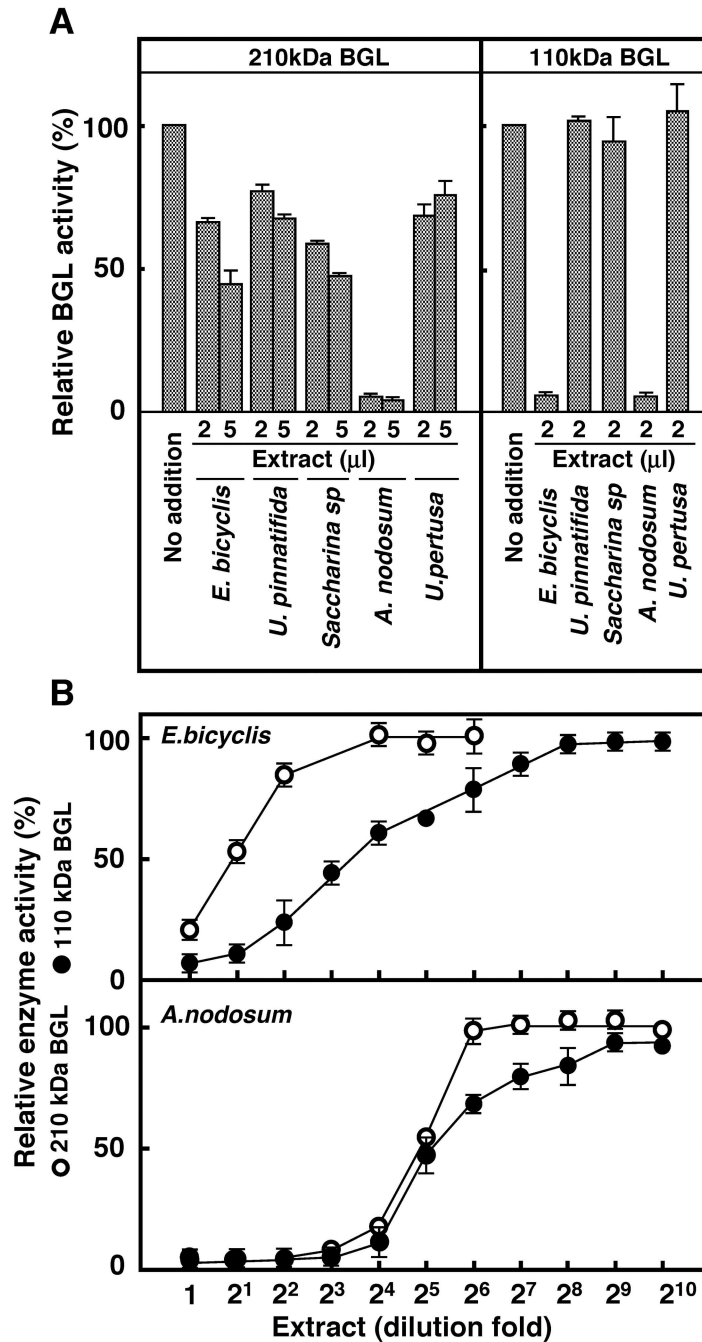 A
210kDa BGL 110kDa BGL
Relative BGL activity (%)
100
50
0
No addition
2 5 2 5 2 5 2 5 2 5
Extract (μl)
E. bicyclis
U. pinnatifida
Saccharina sp
A. nodosum
U.pertusa
No addition
2 2 2 2 2
Extract (μl)
E. bicyclis
U. pinnatifida
Saccharina sp
A. nodosum
U. pertusa
B
Relative enzyme activity (%)
210 kDa BGL 110 kDa BGL
E.bicyclis
100
50
0
A.nodosum
100
50
0
1 2¹ 2² 2³ 2⁴ 2⁵ 2⁶ 2⁷ 2⁸ 2⁹ 2¹⁰
Extract (dilution fold)